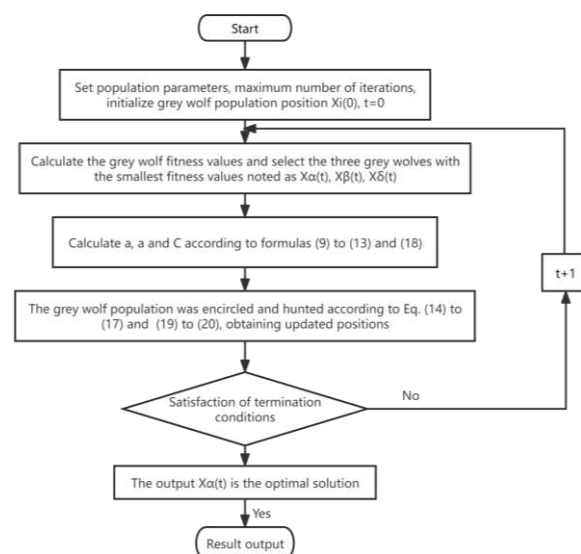 Start
Set population parameters, maximum number of iterations,
initialize grey wolf population position Xi(0), t=0
Calculate the grey wolf fitness values and select the three grey wolves with
the smallest fitness values noted as Xα(t), Xβ(t), Xδ(t)
Calculate a, a and C according to formulas (9) to (13) and (18)
t+1
The grey wolf population was encircled and hunted according to Eq. (14) to
(17) and (19) to (20), obtaining updated positions
Satisfaction of termination
conditions
No
The output Xα(t) is the optimal solution
Yes
Result output